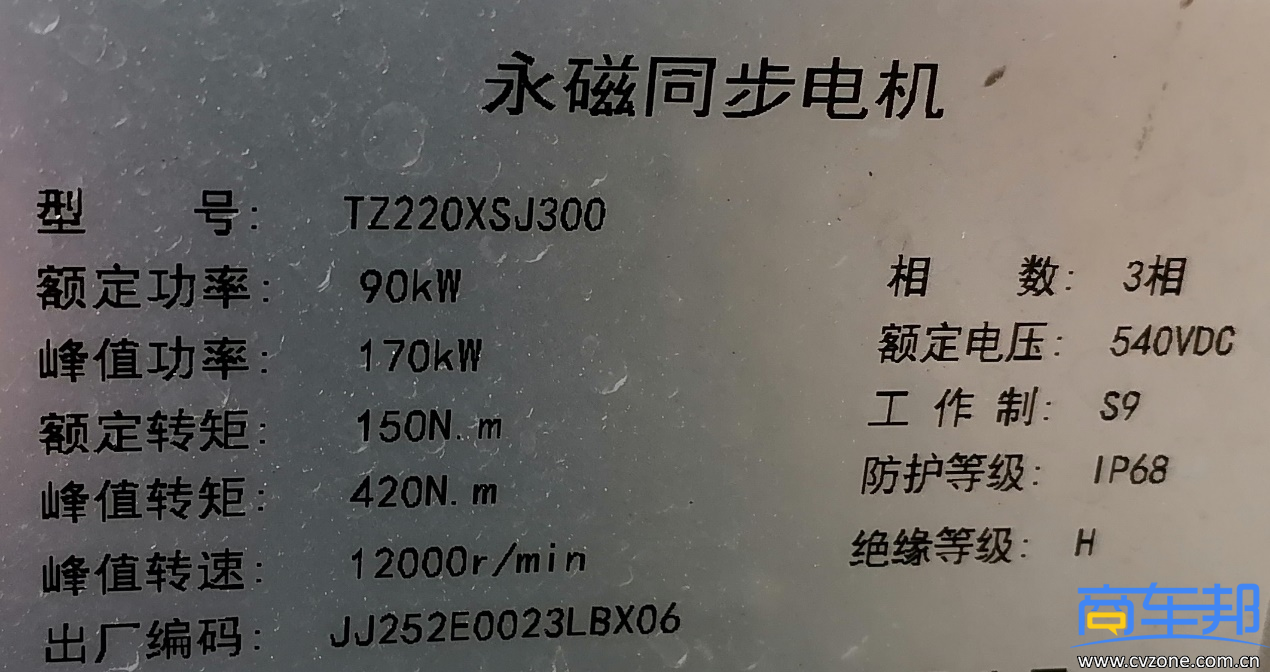 永磁同步电机
型 号: TZ220XSJ300
额定功率: 90kW
相 数: 3相
峰值功率: 170kW
额定电压: 540VDC
额定转矩: 150N.m
工 作 制: S9
峰值转矩: 420N.m
防护等级: IP68
峰值转速: 12000r/min
绝缘等级: H
出厂编码: JJ252E0023LBX06
商车邦
www.cvzone.com.cn